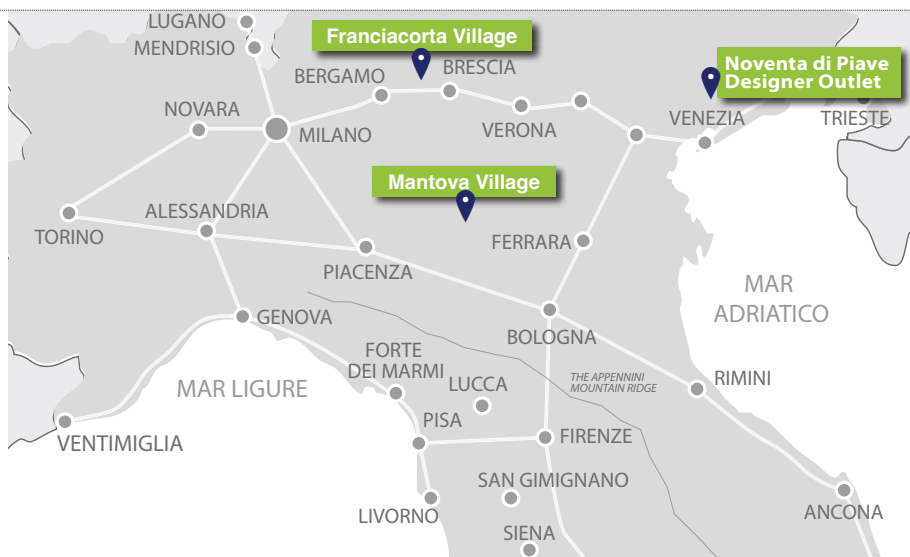 LUGANO
MENDRISIO
Franciacorta Village
BERGAMO
BRESCIA
Noventa di Piave
Designer Outlet
NOVARA
MILANO
VERONA
VENEZIA
TRIESTE
Mantova Village
ALESSANDRIA
TORINO
FERRARA
PIACENZA
MAR
ADRIATICO
GENOVA
BOLOGNA
FORTE
DEI MARMI
THE APPENNINI
MOUNTAIN RIDGE
RIMINI
MAR LIGURE
LUCCA
PISA
VENTIMIGLIA
FIRENZE
SAN GIMIGNANO
LIVORNO
ANCONA
SIENA